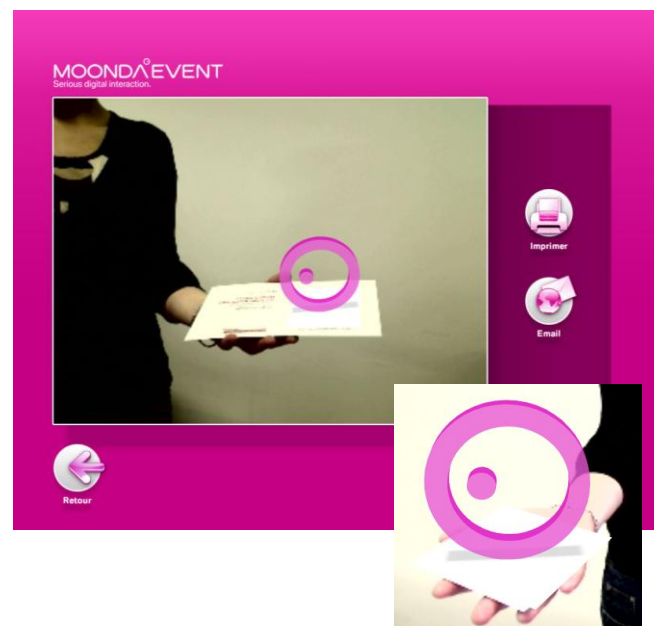 MOONDA EVENT
Serious digital interaction.
Imprimer
Email
Retour